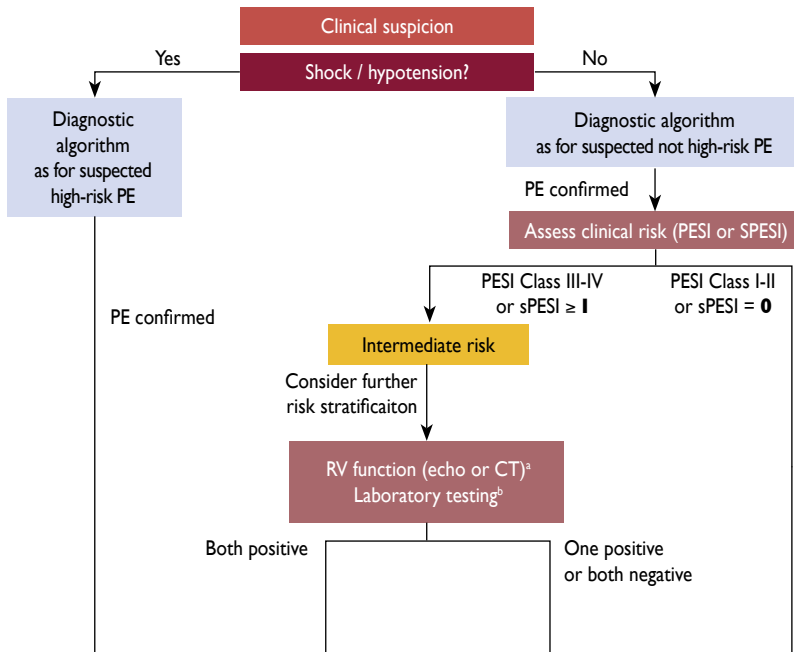 Clinical suspicion
Shock / hypotension?
Yes
No
Diagnostic
algorithm
as for suspected
high-risk PE
Diagnostic algorithm
as for suspected not high-risk PE
PE confirmed
Assess clinical risk (PESI or SPESI)
PESI Class III-IV
or sPESI ≥ I
PESI Class I-II
or sPESI = 0
PE confirmed
Intermediate risk
Consider further
risk stratificaiton
RV function (echo or CT)ᵃ
Laboratory testingᵇ
Both positive
One positive
or both negative